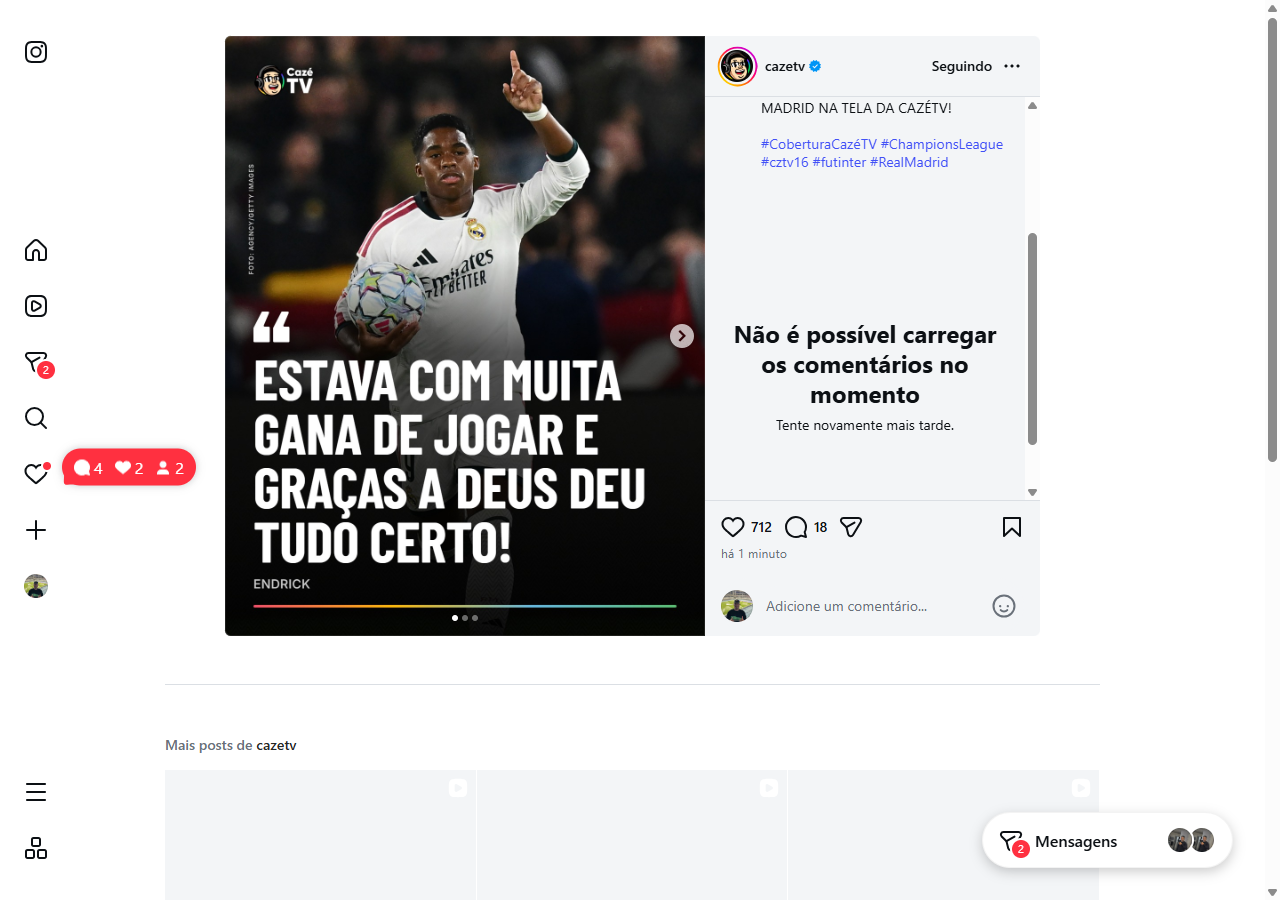 Cazé
TV
FOTO: AGENCY/GETTY IMAGES
Emirates
FLY BETTER
“
ESTAVA COM MUITA
GANA DE JOGAR E
GRAÇAS A DEUS DEU
TUDO CERTO!
ENDRICK
cazetv
Seguindo
MADRID NA TELA DA CAZÉTV!
#CoberturaCazéTV #ChampionsLeague
#cztv16 #futinter #RealMadrid
Não é possível carregar
os comentários no
momento
Tente novamente mais tarde.
712
18
há 1 minuto
Adicione um comentário...
2
4
2
2
Mais posts de cazetv
2
Mensagens